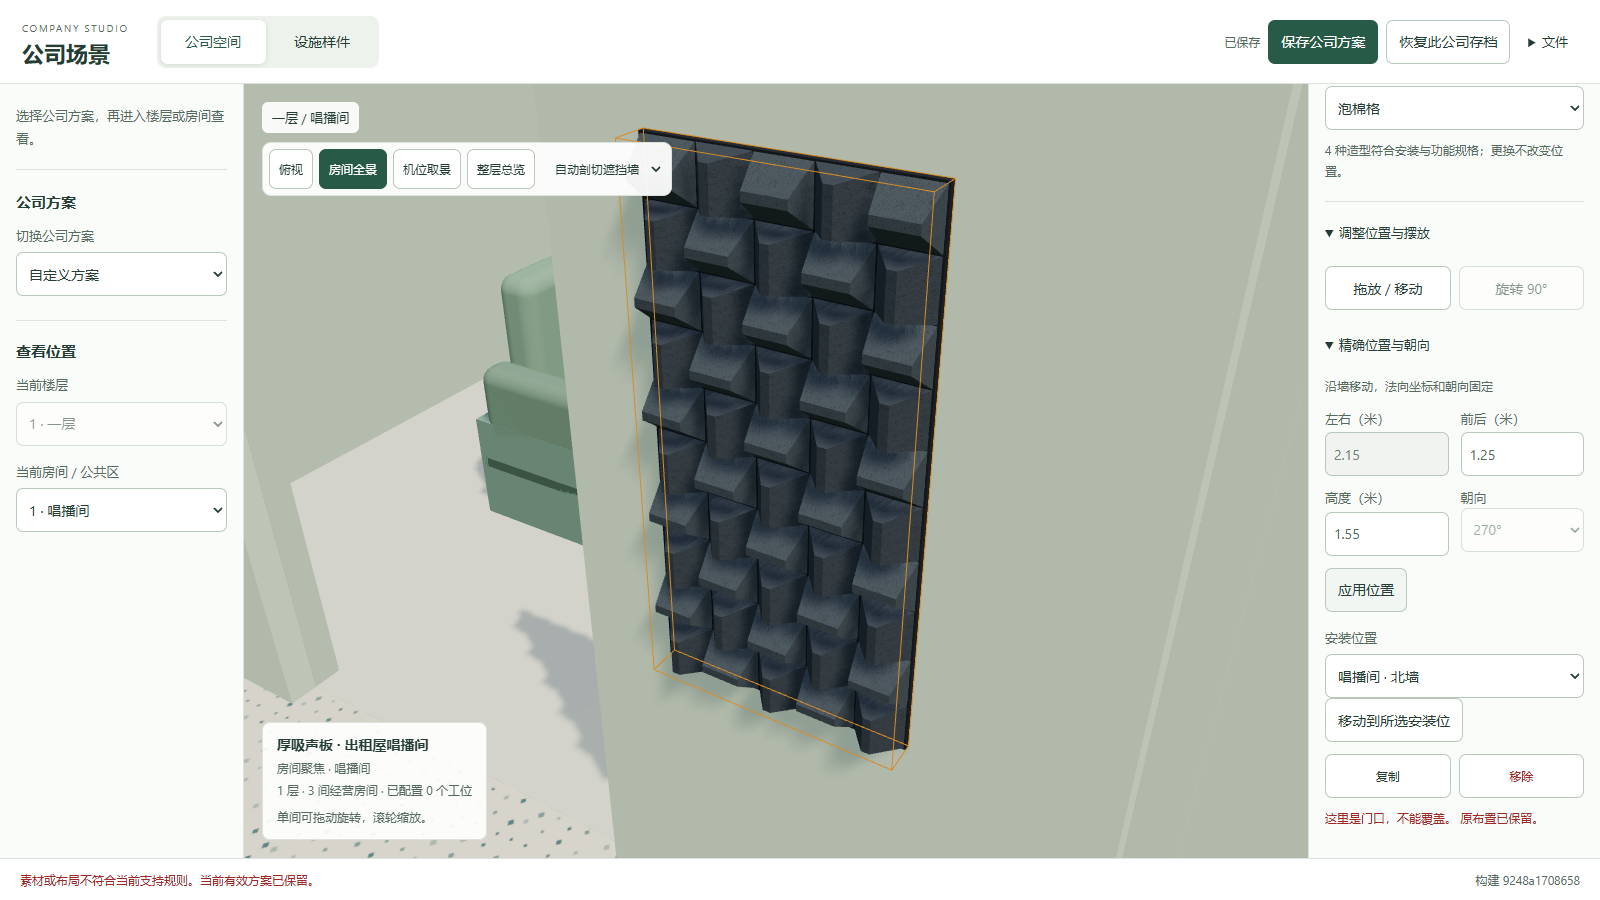 COMPANY STUDIO
公司场景
公司空间
设施样件
已保存
保存公司方案
恢复此公司存档
▶ 文件
选择公司方案，再进入楼层或房间查
看。
公司方案
切换公司方案
自定义方案
查看位置
当前楼层
1 · 一层
当前房间 / 公共区
1 · 唱播间
一层 / 唱播间
俯视
房间全景
机位取景
整层总览
自动剖切遮挡墙
厚吸声板 · 出租屋唱播间
房间聚焦 · 唱播间
1 层 · 3 间经营房间 · 已配置 0 个工位
单间可拖动旋转，滚轮缩放。
泡棉格
4 种造型符合安装与功能规格；更换不改变位
置。
▼ 调整位置与摆放
拖放 / 移动
旋转 90°
▼ 精确位置与朝向
沿墙移动，法向坐标和朝向固定
左右（米）
前后（米）
2.15
1.25
高度（米）
朝向
1.55
270°
应用位置
安装位置
唱播间 · 北墙
移动到所选安装位
复制
移除
这里是门口，不能覆盖。 原布置已保留。
素材或布局不符合当前支持规则。当前有效方案已保留。
构建 9248a1708658